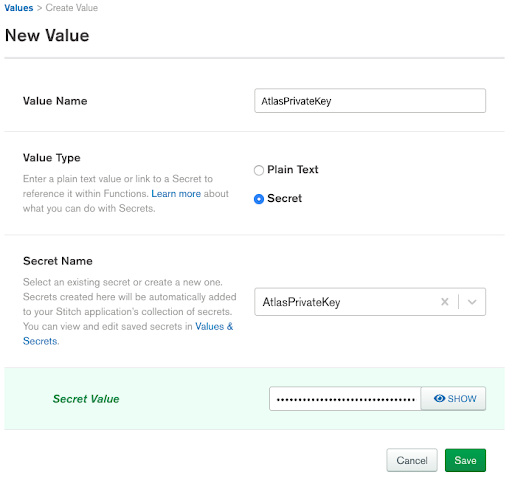 Values > Create Value
New Value
Value Name
AtlasPrivateKey
Value Type
Enter a plain text value or link to a Secret to
reference it within Functions. Learn more about
what you can do with Secrets.
Plain Text
Secret
Secret Name
Select an existing secret or create a new one.
Secrets created here will be automatically added
to your Stitch application's collection of secrets.
You can view and edit saved secrets in Values &
Secrets.
AtlasPrivateKey
Secret Value
••••••••••••••••••••••••••••••••
SHOW
Cancel
Save